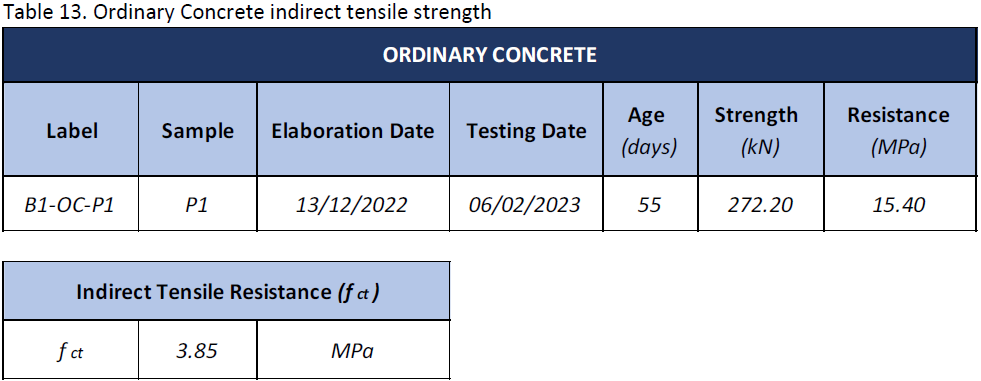 Table 13. Ordinary Concrete indirect tensile strength
ORDINARY CONCRETE
Label Sample Elaboration Date Testing Date Age (days) Strength (kN) Resistance (MPa)
B1-OC-P1 P1 13/12/2022 06/02/2023 55 272.20 15.40
Indirect Tensile Resistance (f ct )
f ct 3.85 MPa